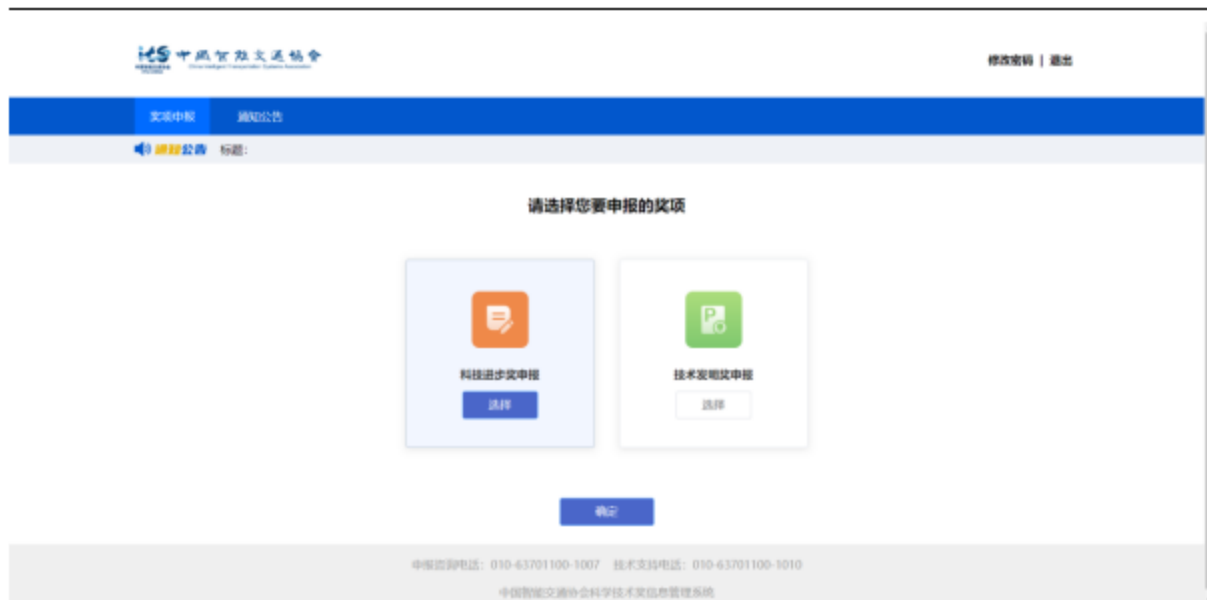 中国智能交通协会
China Intelligent Transportation Systems Association
修改密码 | 退出
奖项申报 通知公告
通知公告 标题：
请选择您要申报的奖项
科技进步奖申报 技术发明奖申报
选择 选择
确定
申报咨询电话：010-63701100-1007 技术支持电话：010-63701100-1010
中国智能交通协会科学技术奖信息管理系统